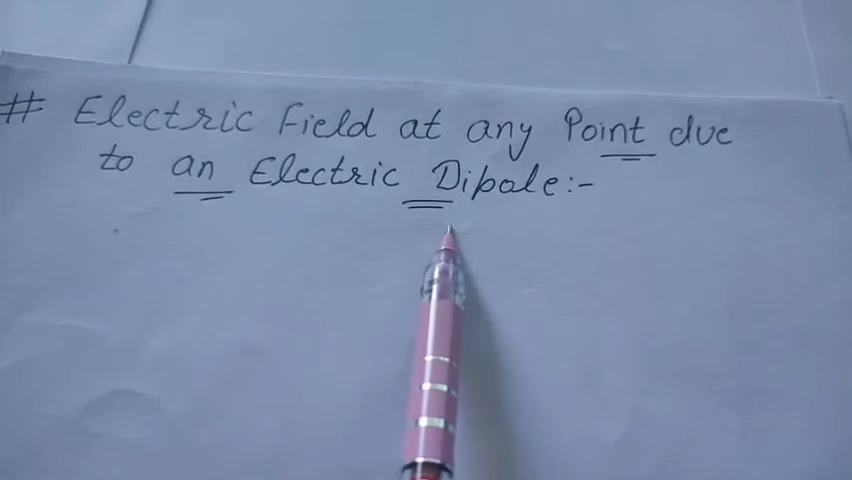 # Electric Field at any Point due
to an Electric Dipole:-